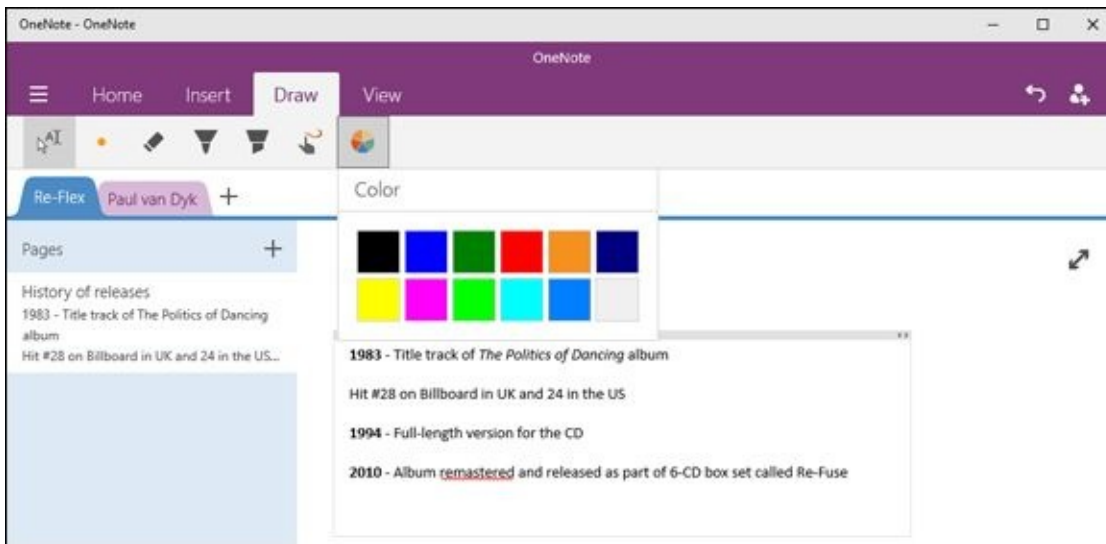 OneNote - OneNote
OneNote
Home Insert Draw View
AI
Re-Flex Paul van Dyk +
Color
Pages +
History of releases
1983 - Title track of The Politics of Dancing
album
Hit #28 on Billboard in UK and 24 in the US...
1983 - Title track of The Politics of Dancing album
Hit #28 on Billboard in UK and 24 in the US
1994 - Full-length version for the CD
2010 - Album remastered and released as part of 6-CD box set called Re-Fuse